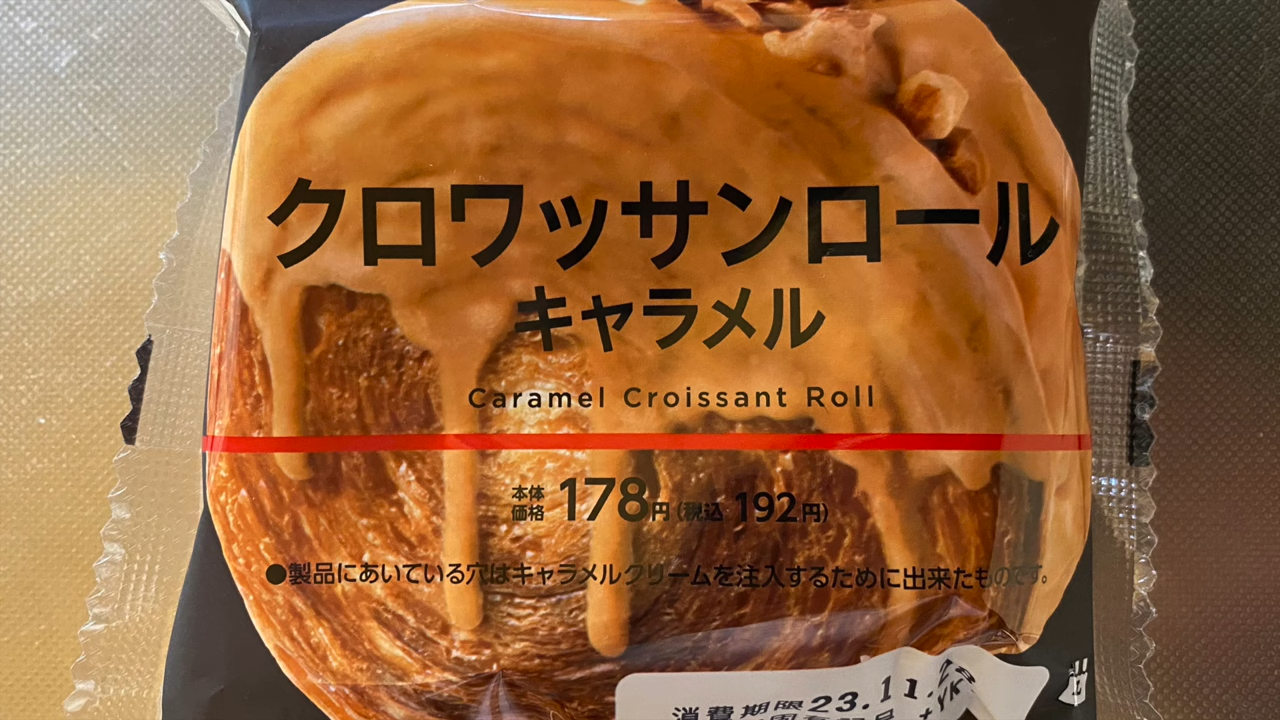 クロワッサンロール
キャラメル
Caramel Croissant Roll
本体価格 178円(税込 192円)
●製品にあいている穴はキャラメルクリームを注入するために出来たものです。
消費期限 23.11.